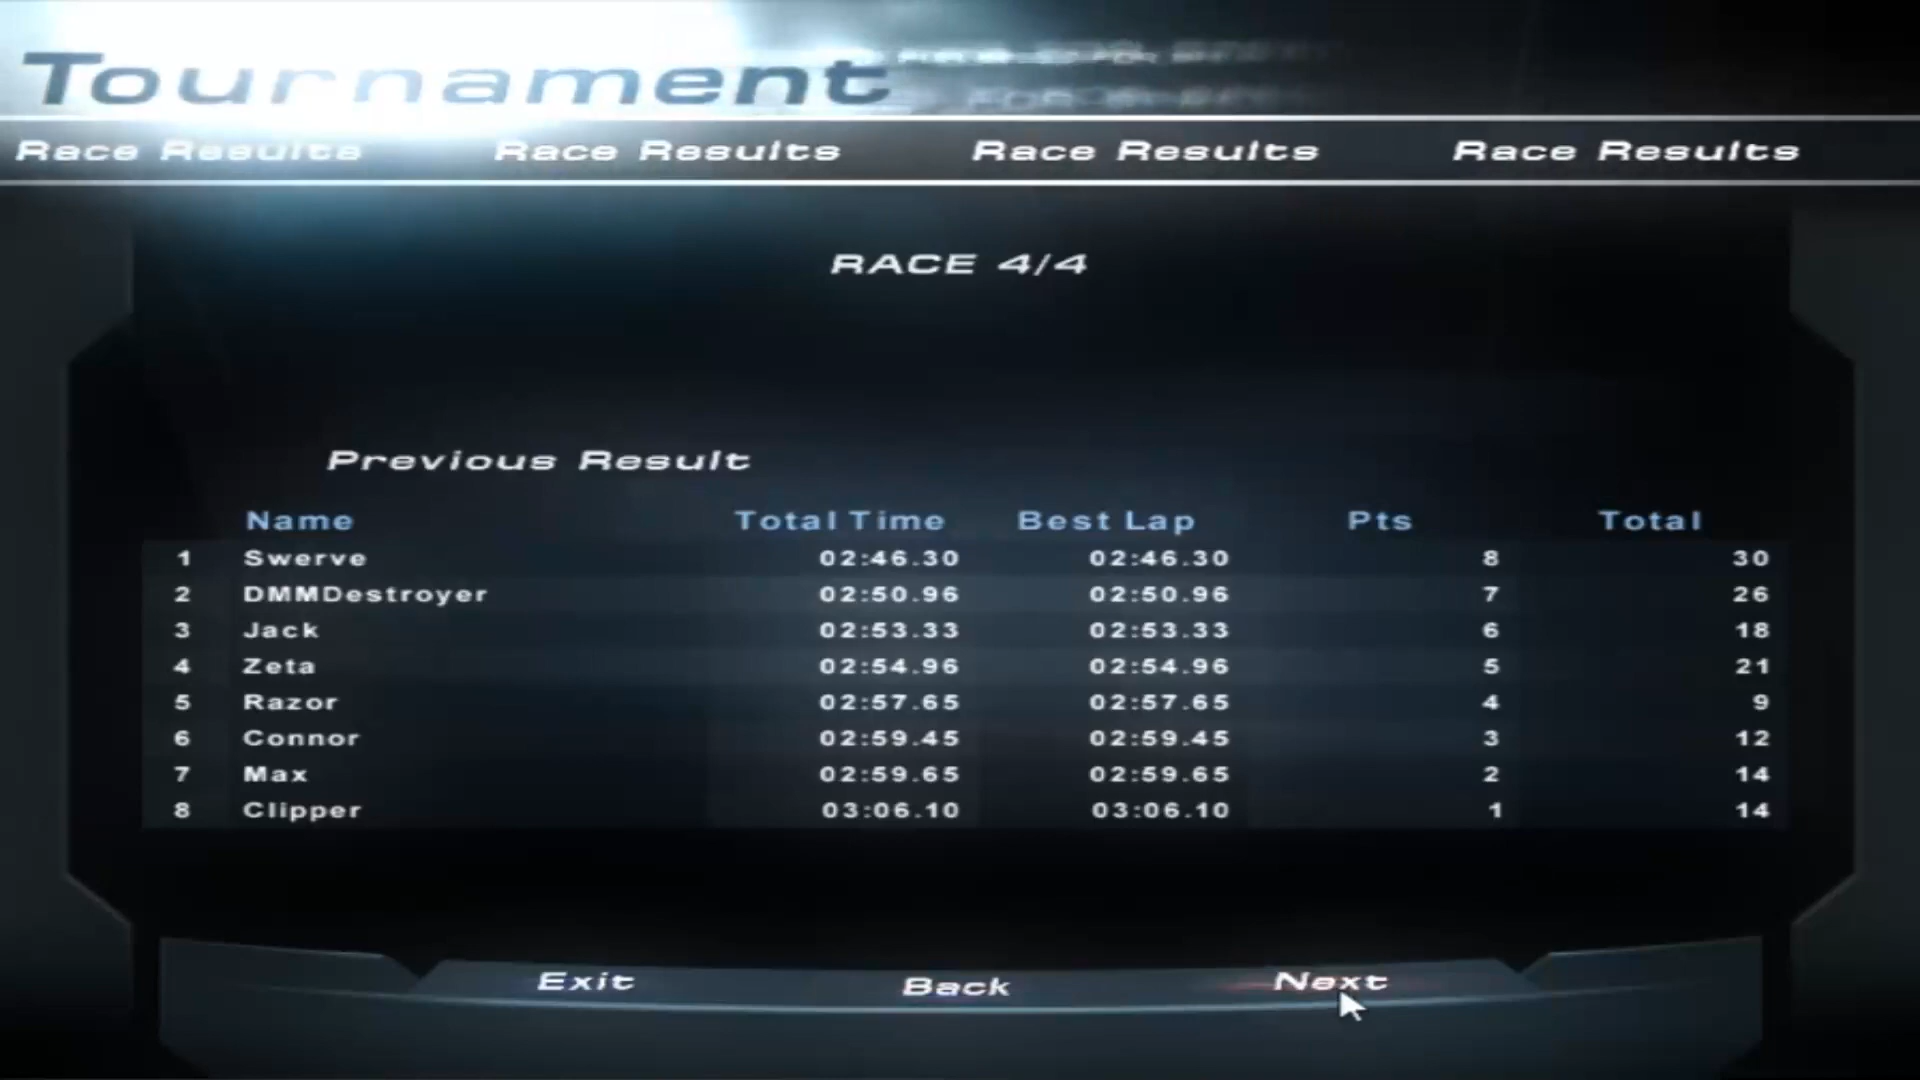 Tournament
Race Results Race Results Race Results Race Results
RACE 4/4
Previous Result
Name Total Time Best Lap Pts Total
1 Swerve 02:46.30 02:46.30 8 30
2 DMMDestroyer 02:50.96 02:50.96 7 26
3 Jack 02:53.33 02:53.33 6 18
4 Zeta 02:54.96 02:54.96 5 21
5 Razor 02:57.65 02:57.65 4 9
6 Connor 02:59.45 02:59.45 3 12
7 Max 02:59.65 02:59.65 2 14
8 Clipper 03:06.10 03:06.10 1 14
Exit Back Next